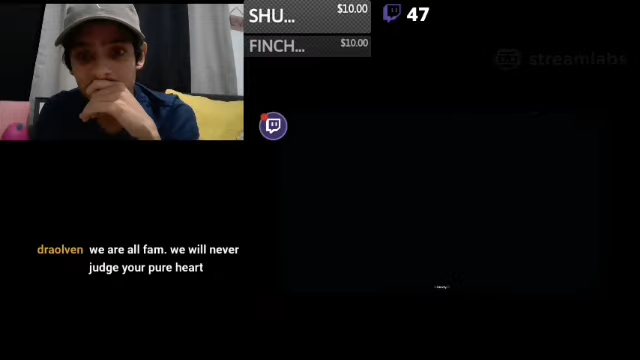 SHU... $10.00
FINCH... $10.00
47
streamlabs
draolven we are all fam. we will never
judge your pure heart